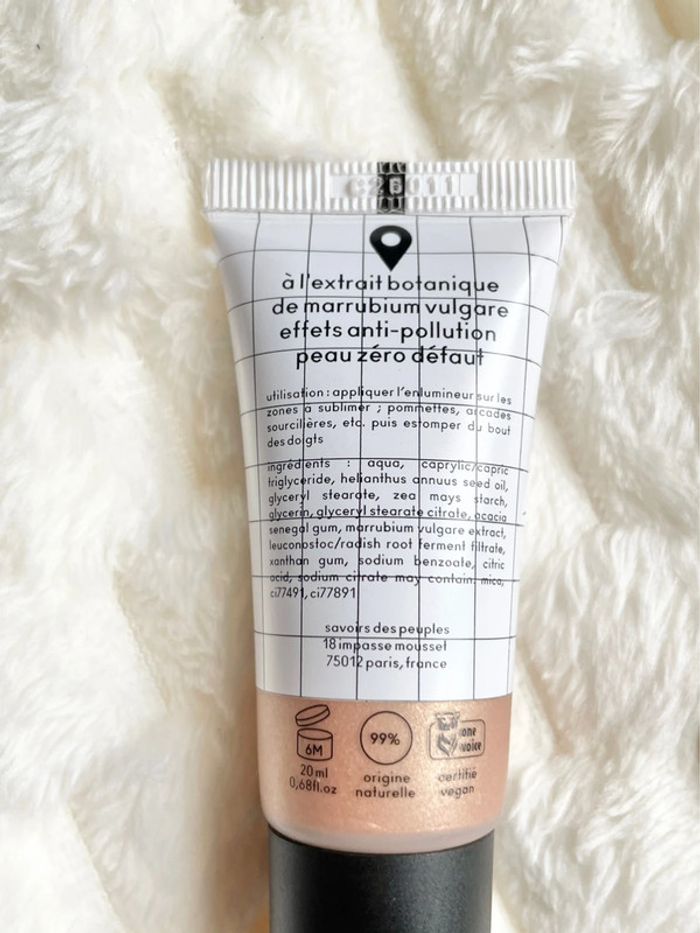 C26011
à l'extrait botanique
de marrubium vulgare
effets anti-pollution
peau zéro défaut
utilisation : appliquer l'enlumineur sur les
zones à sublimer ; pommettes, arcades
sourcilières, etc. puis estomper du bout
des doigts
ingrédients : aqua, caprylic/capric
triglyceride, helianthus annuus seed oil,
glyceryl stearate, zea mays starch,
glycerin, glyceryl stearate citrate, acacia
senegal gum, marrubium vulgare extract,
leuconostoc/radish root ferment filtrate,
xanthan gum, sodium benzoate, citric
acid, sodium citrate may contain: mica,
ci77491, ci77891
savoirs des peuples
18 impasse mousset
75012 paris, france
6M
99%
one
voice
20 ml
0,68fl.oz
origine
naturelle
certifié
vegan